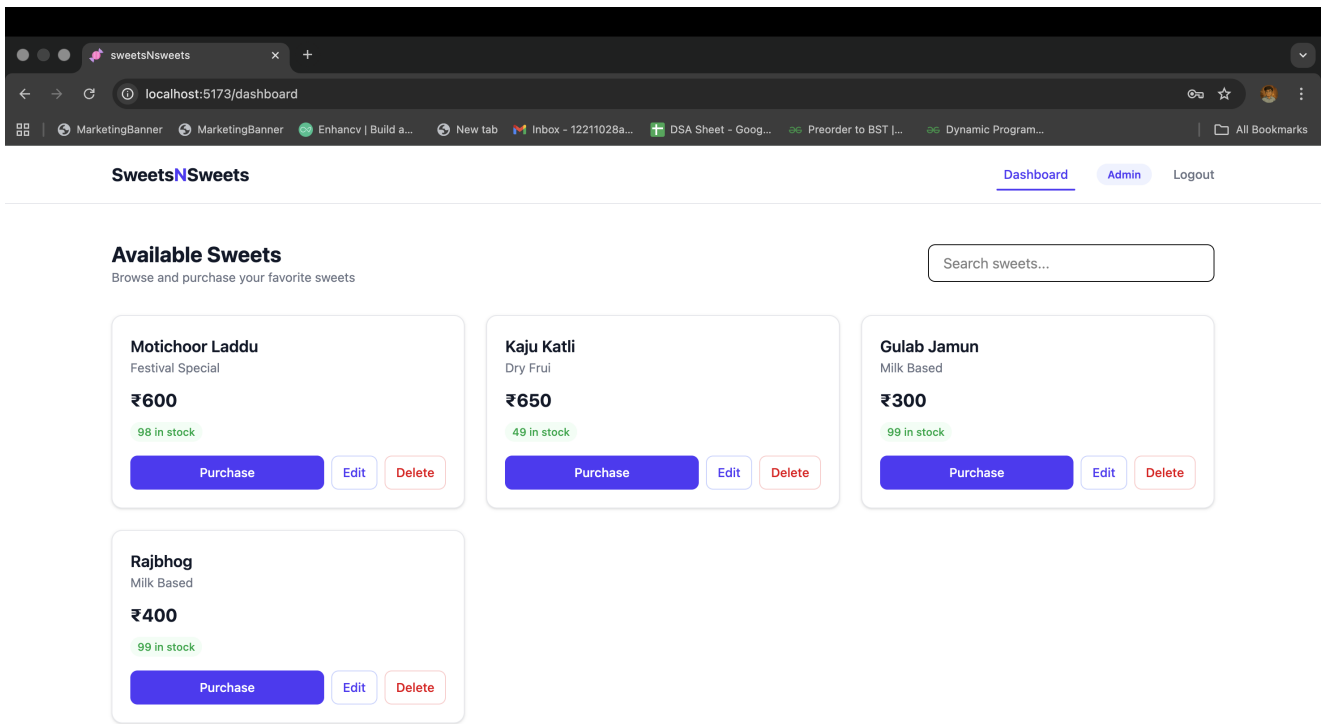 sweetsNsweets
localhost:5173/dashboard
MarketingBanner MarketingBanner Enhancv | Build a... New tab Inbox - 12211028a... DSA Sheet - Goog... Preorder to BST |... Dynamic Program... All Bookmarks
SweetsNSweets Dashboard Admin Logout
Available Sweets
Browse and purchase your favorite sweets
Search sweets...
Motichoor Laddu
Festival Special
₹600
98 in stock
Purchase Edit Delete
Kaju Katli
Dry Frui
₹650
49 in stock
Purchase Edit Delete
Gulab Jamun
Milk Based
₹300
99 in stock
Purchase Edit Delete
Rajbhog
Milk Based
₹400
99 in stock
Purchase Edit Delete